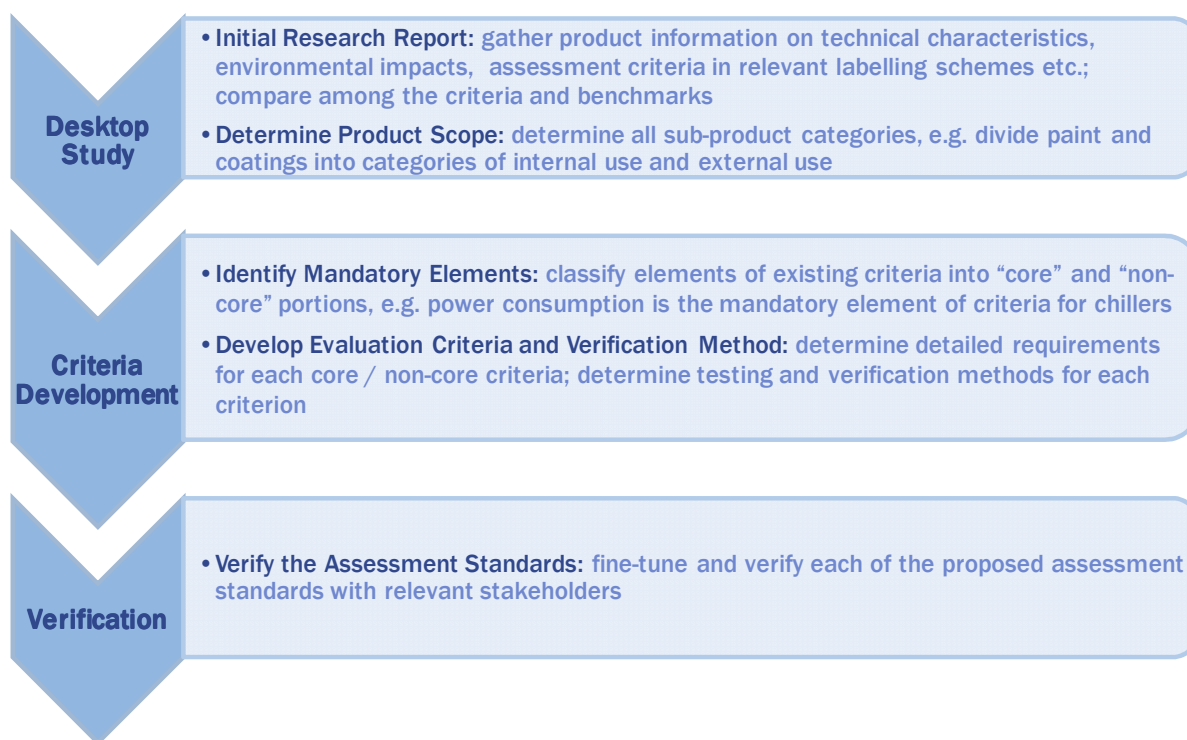 Desktop
Study
• Initial Research Report: gather product information on technical characteristics,
environmental impacts, assessment criteria in relevant labelling schemes etc.;
compare among the criteria and benchmarks
• Determine Product Scope: determine all sub-product categories, e.g. divide paint and
coatings into categories of internal use and external use
Criteria
Development
• Identify Mandatory Elements: classify elements of existing criteria into “core” and “non-
core” portions, e.g. power consumption is the mandatory element of criteria for chillers
• Develop Evaluation Criteria and Verification Method: determine detailed requirements
for each core / non-core criteria; determine testing and verification methods for each
criterion
Verification
• Verify the Assessment Standards: fine-tune and verify each of the proposed assessment
standards with relevant stakeholders